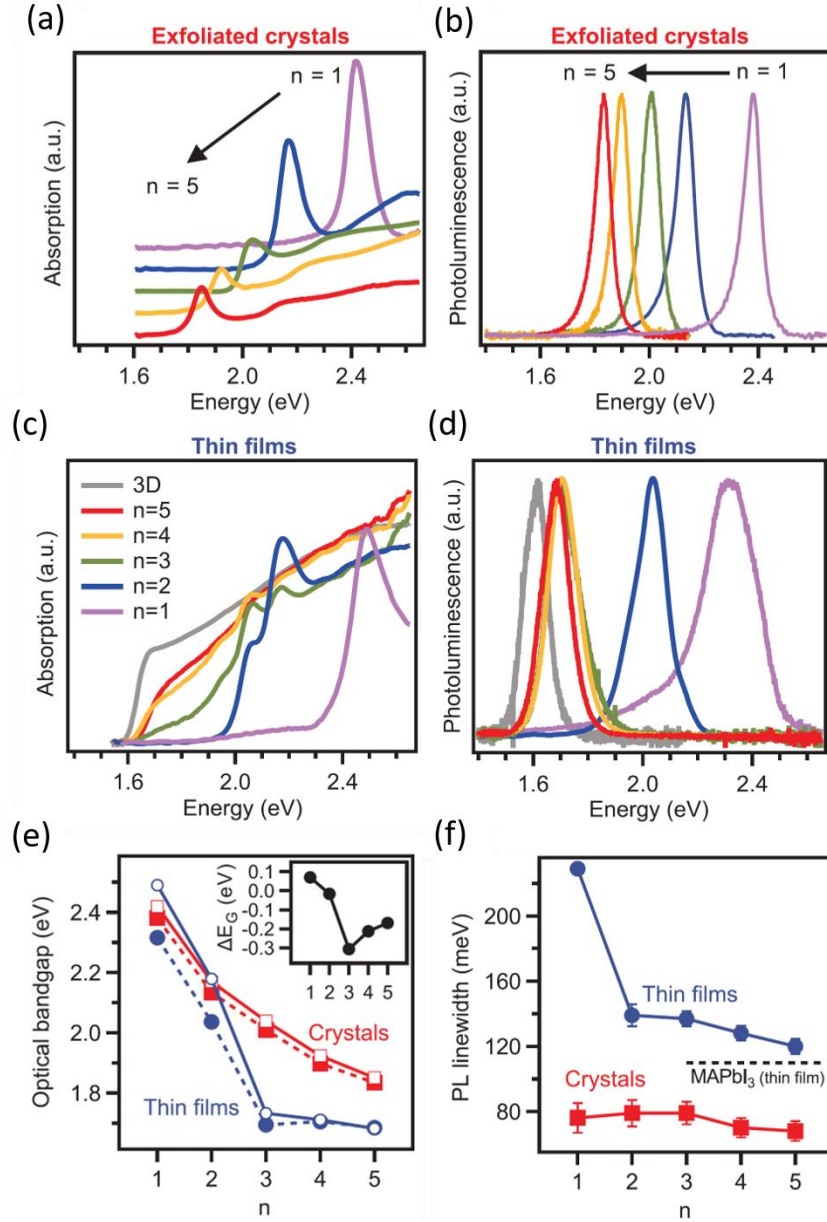 (a)
Exfoliated crystals
Absorption (a.u.)
n = 1
n = 5
1.6 2.0 2.4
Energy (eV)
(b)
Exfoliated crystals
Photoluminescence (a.u.)
n = 5 n = 1
1.6 2.0 2.4
Energy (eV)
(c)
Thin films
Absorption (a.u.)
3D
n=5
n=4
n=3
n=2
n=1
1.6 2.0 2.4
Energy (eV)
(d)
Thin films
Photoluminescence (a.u.)
1.6 2.0 2.4
Energy (eV)
(e)
Optical bandgap (eV)
2.4
2.2
2.0
1.8
ΔEG (eV)
0.1
0.0
-0.1
-0.2
-0.3
1 2 3 4 5
Crystals
Thin films
1 2 3 4 5
n
(f)
PL linewidth (meV)
220
180
140
100
60
Thin films
MAPbI3 (thin film)
Crystals
1 2 3 4 5
n